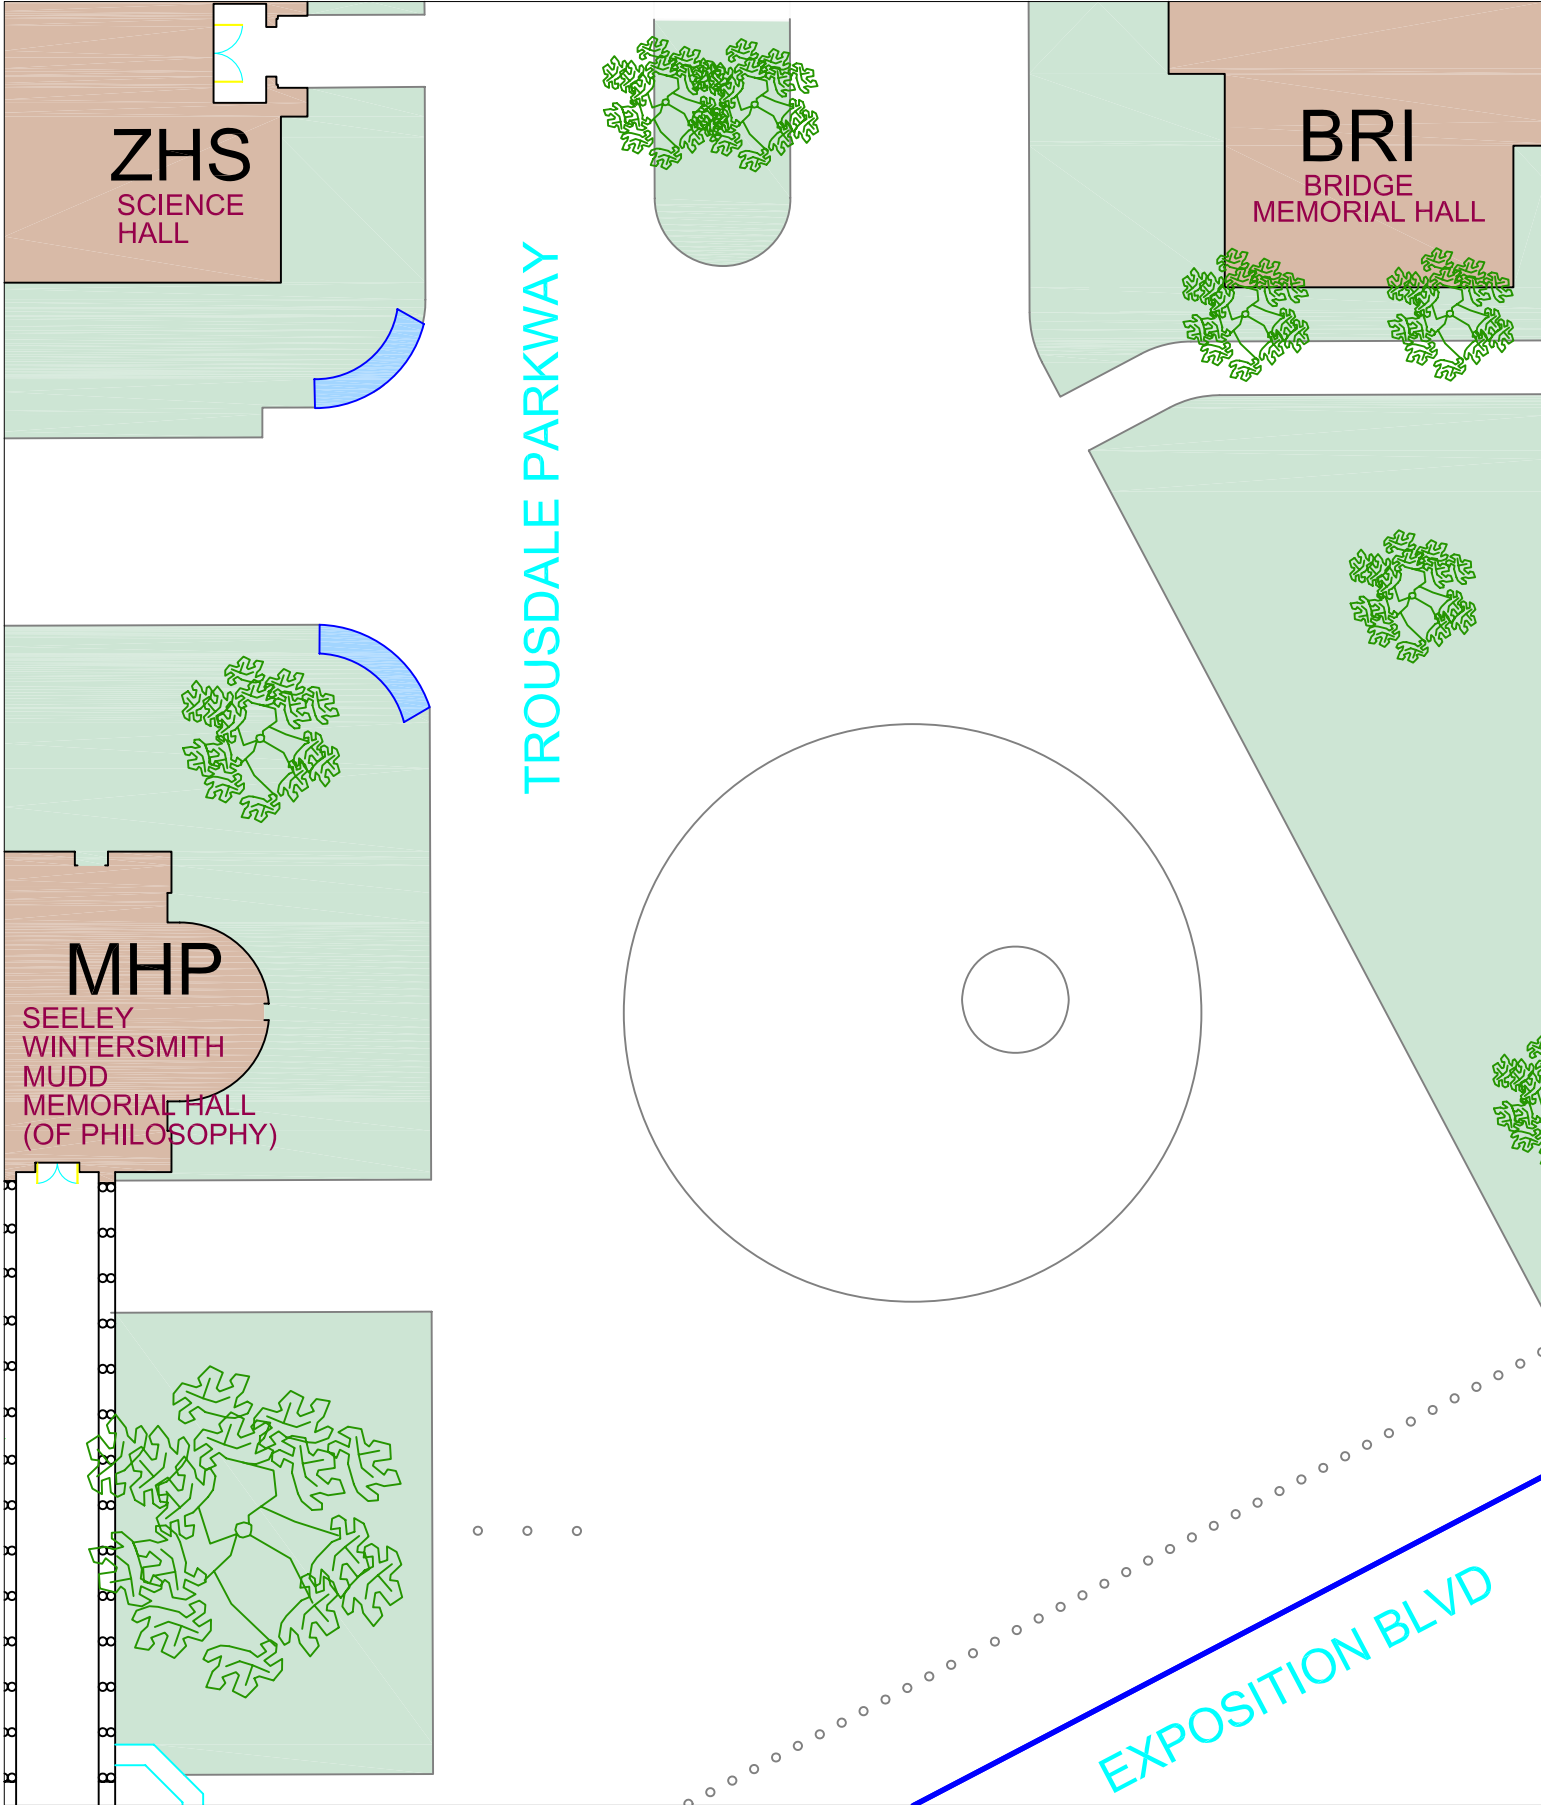 ZHS
SCIENCE
HALL
BRI
BRIDGE
MEMORIAL HALL
TROUSDALE PARKWAY
MHP
SEELEY
WINTERSMITH
MUDD
MEMORIAL HALL
(OF PHILOSOPHY)
EXPOSITION BLVD